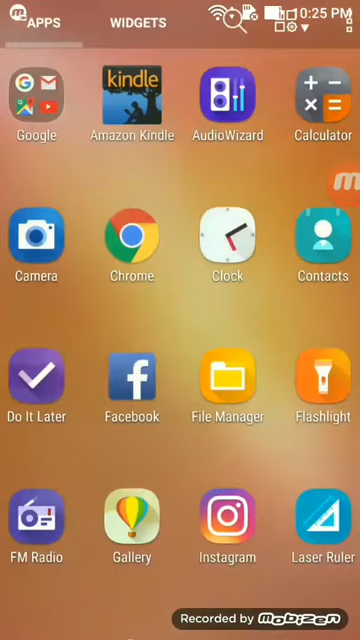 10:25 PM
APPS WIDGETS
kindle
Google Amazon Kindle AudioWizard Calculator
Camera Chrome Clock Contacts
Do It Later Facebook File Manager Flashlight
FM Radio Gallery Instagram Laser Ruler
Recorded by mobizen